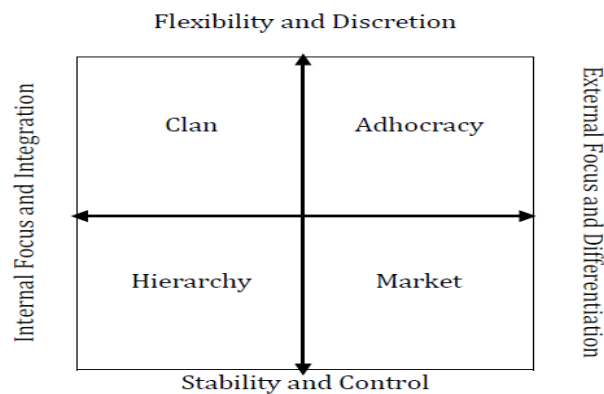 Flexibility and Discretion
Internal Focus and Integration
Clan
Adhocracy
External Focus and Differentiation
Hierarchy
Market
Stability and Control